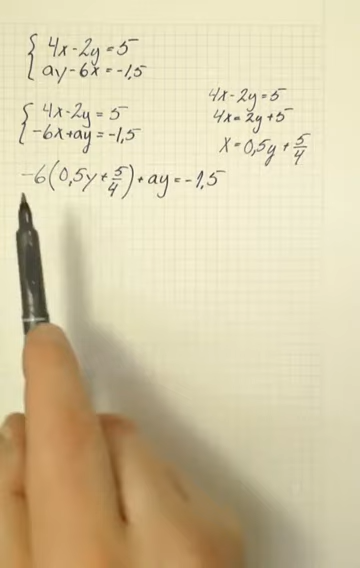 4x-2y=5
ay-6x=-1,5
4x-2y=5
-6x+ay=-1,5
4x-2y=5
4x=2y+5
x=0,5y+5/4
-6(0,5y+5/4)+ay=-1,5